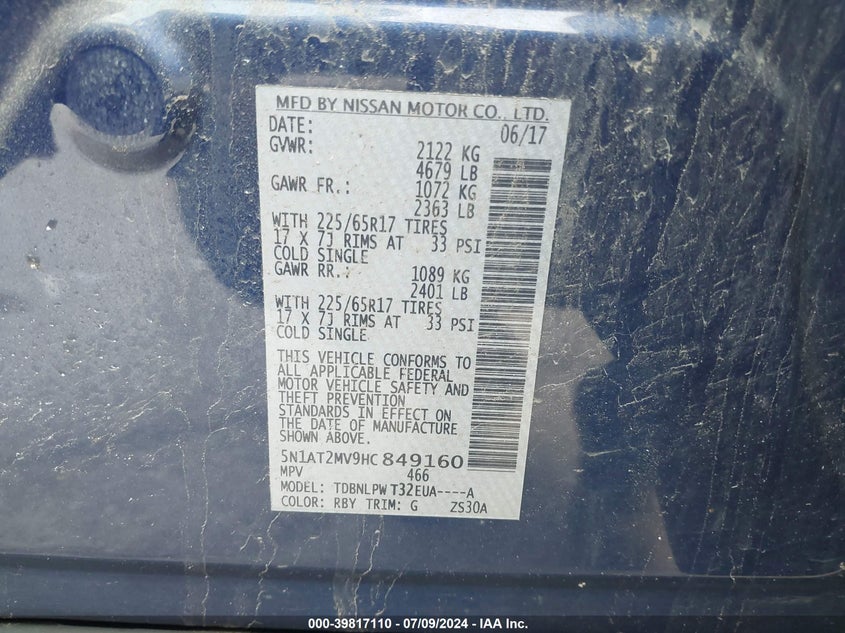 MFD BY NISSAN MOTOR CO., LTD.
DATE: 06/17
GVWR: 2122 KG
4679 LB
GAWR FR.: 1072 KG
2363 LB
WITH 225/65R17 TIRES
17 X 7J RIMS AT 33 PSI
COLD SINGLE
GAWR RR.: 1089 KG
2401 LB
WITH 225/65R17 TIRES
17 X 7J RIMS AT 33 PSI
COLD SINGLE
THIS VEHICLE CONFORMS TO
ALL APPLICABLE FEDERAL
MOTOR VEHICLE SAFETY AND
THEFT PREVENTION
STANDARDS IN EFFECT ON
THE DATE OF MANUFACTURE
SHOWN ABOVE.
5N1AT2MV9HC 849160
MPV 466
MODEL: TDBNLPW T32EUA----A
COLOR: RBY TRIM: G ZS30A
000-39817110 - 07/09/2024 - IAA Inc.